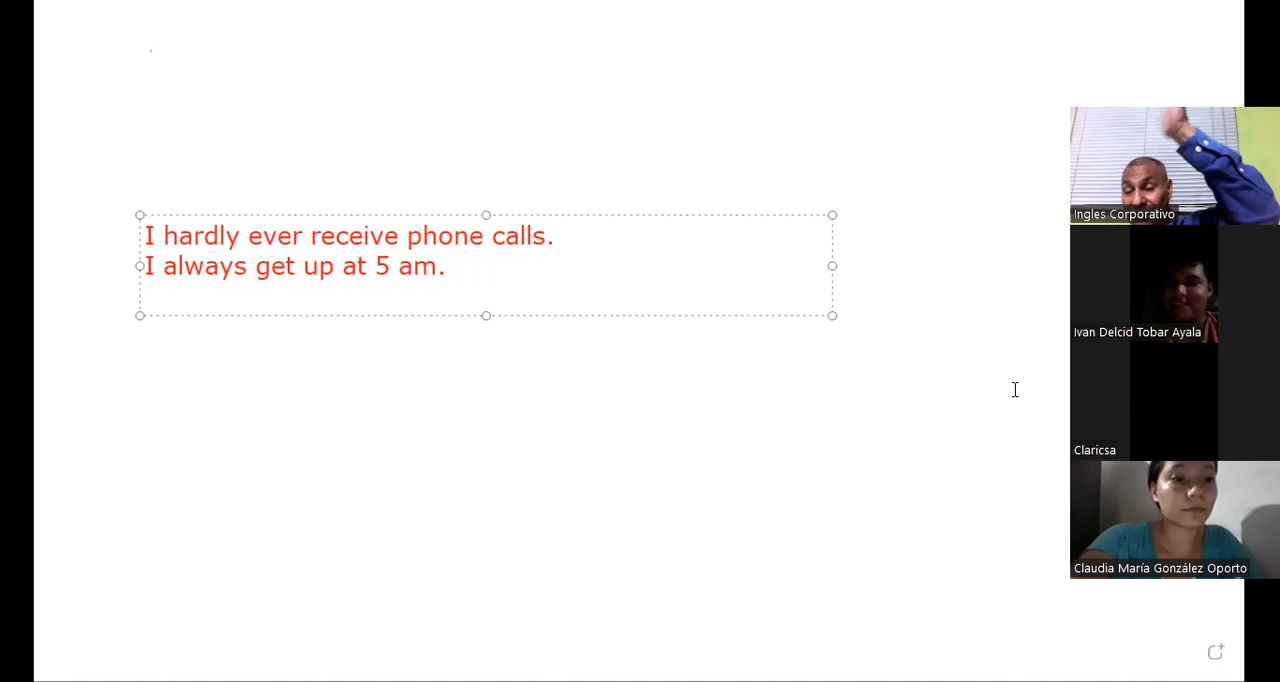 I hardly ever receive phone calls.
I always get up at 5 am.
Ingles Corporativo
Ivan Delcid Tobar Ayala
Claricsa
Claudia María González Oporto